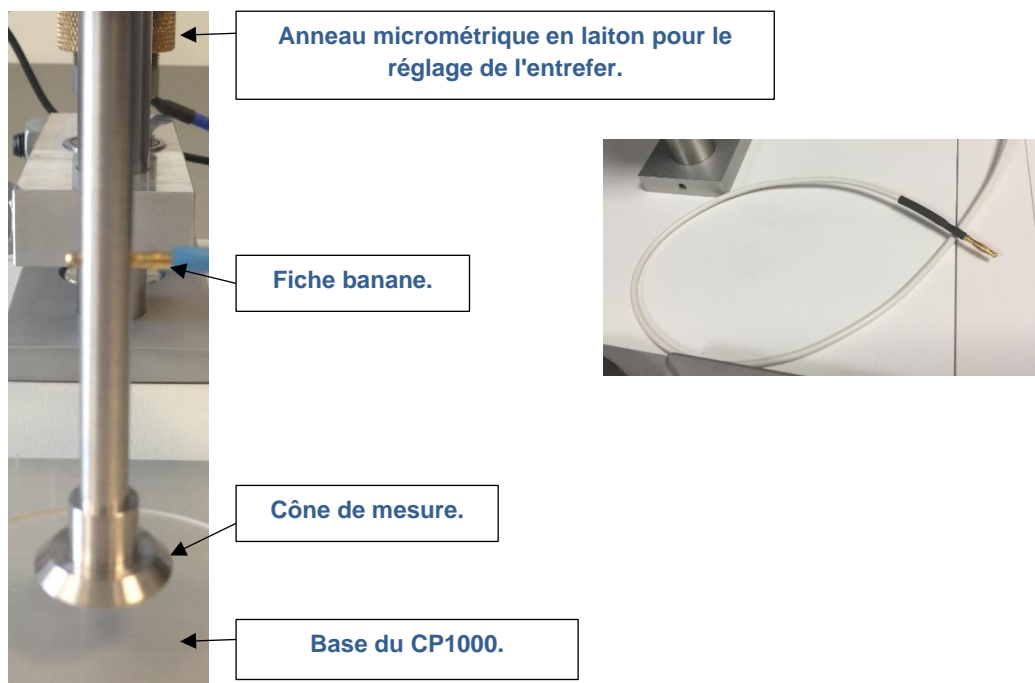 Anneau micrométrique en laiton pour le
réglage de l'entrefer.
Fiche banane.
Cône de mesure.
Base du CP1000.